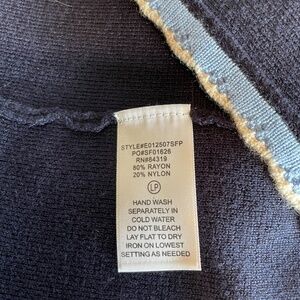 STYLE#E012507SFP
PO#SF01626
RN#84319
80% RAYON
20% NYLON
LP
HAND WASH
SEPARATELY IN
COLD WATER
DO NOT BLEACH
LAY FLAT TO DRY
IRON ON LOWEST
SETTING AS NEEDED